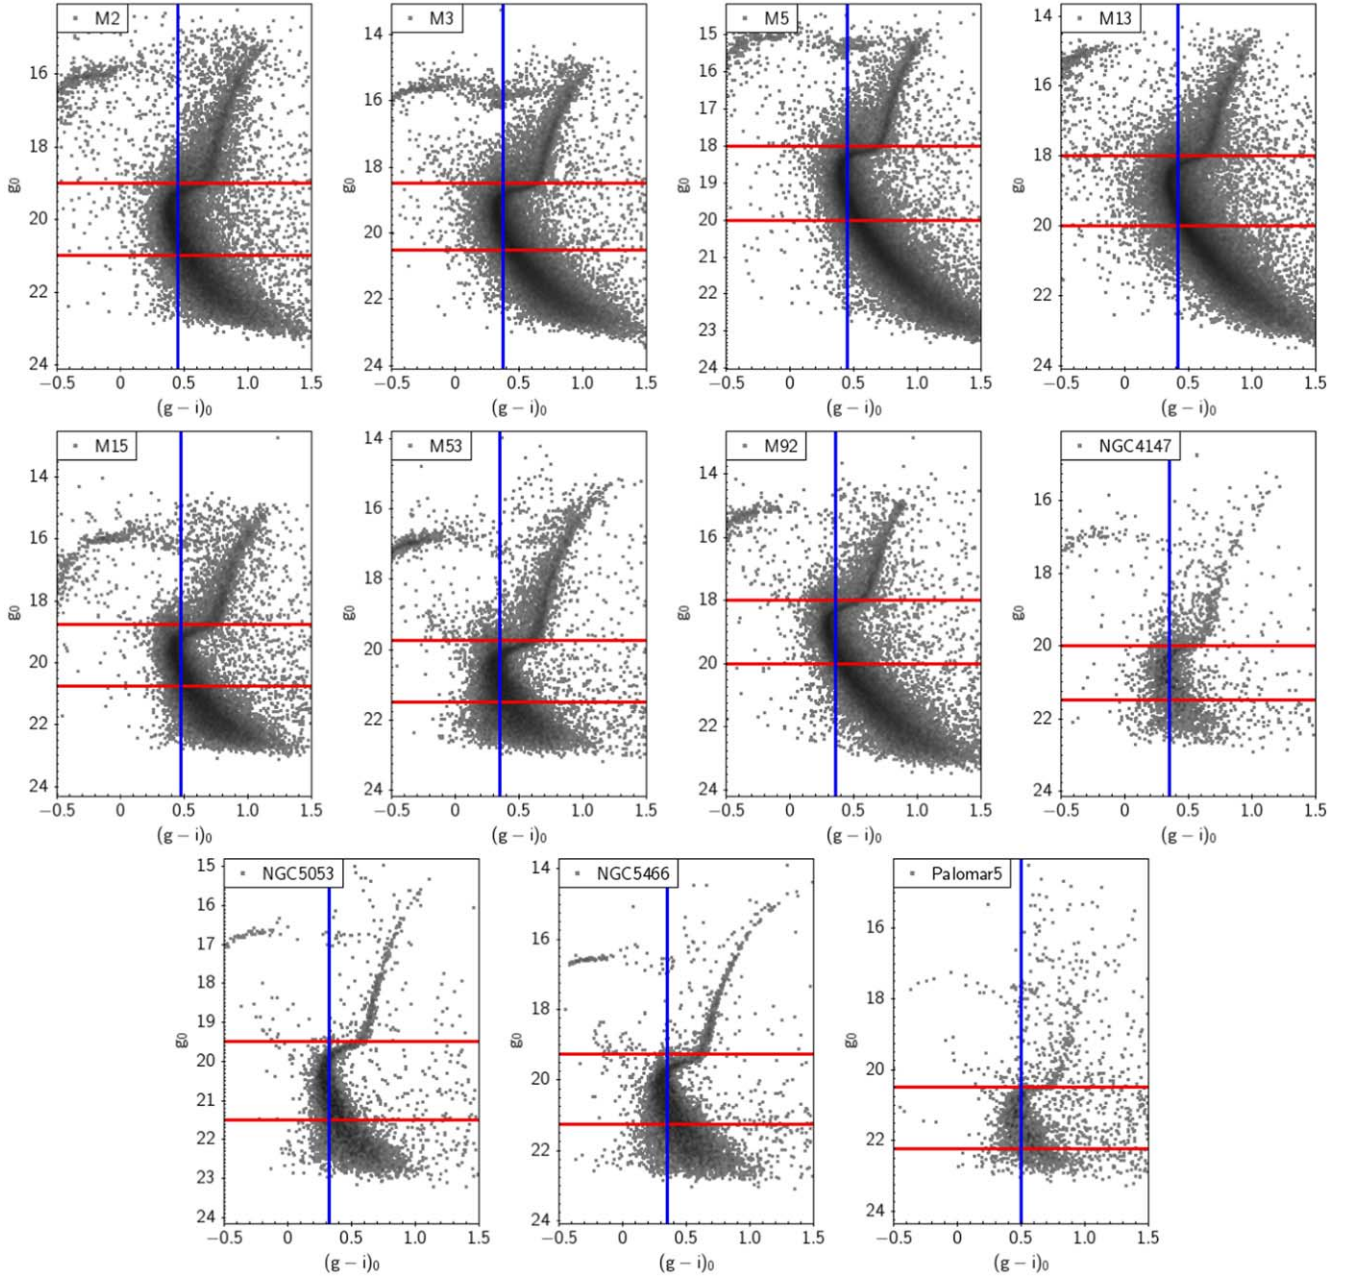 M2 M3 M5 M13
14 15 14
16 16 16 16
17
18 18 18 18
g₀ g₀ g₀ g₀
19
20 20 20 20
21
22 22 22 22
23
24 24 24 24
−0.5 0 0.5 1.0 1.5 −0.5 0 0.5 1.0 1.5 −0.5 0 0.5 1.0 1.5 −0.5 0 0.5 1.0 1.5
(g − i)₀ (g − i)₀ (g − i)₀ (g − i)₀
M15 M53 M92 NGC4147
14 14 14
16 16 16 16
18 18 18 18
g₀ g₀ g₀ g₀
20 20 20 20
22 22 22 22
24 24 24 24
−0.5 0 0.5 1.0 1.5 −0.5 0 0.5 1.0 1.5 −0.5 0 0.5 1.0 1.5 −0.5 0 0.5 1.0 1.5
(g − i)₀ (g − i)₀ (g − i)₀ (g − i)₀
NGC5053 NGC5466 Palomar5
15 14
16 16 16
17
18 18 18
19
g₀ g₀ g₀
20 20 20
21
22 22 22
23
24 24 24
−0.5 0 0.5 1.0 1.5 −0.5 0 0.5 1.0 1.5 −0.5 0 0.5 1.0 1.5
(g − i)₀ (g − i)₀ (g − i)₀